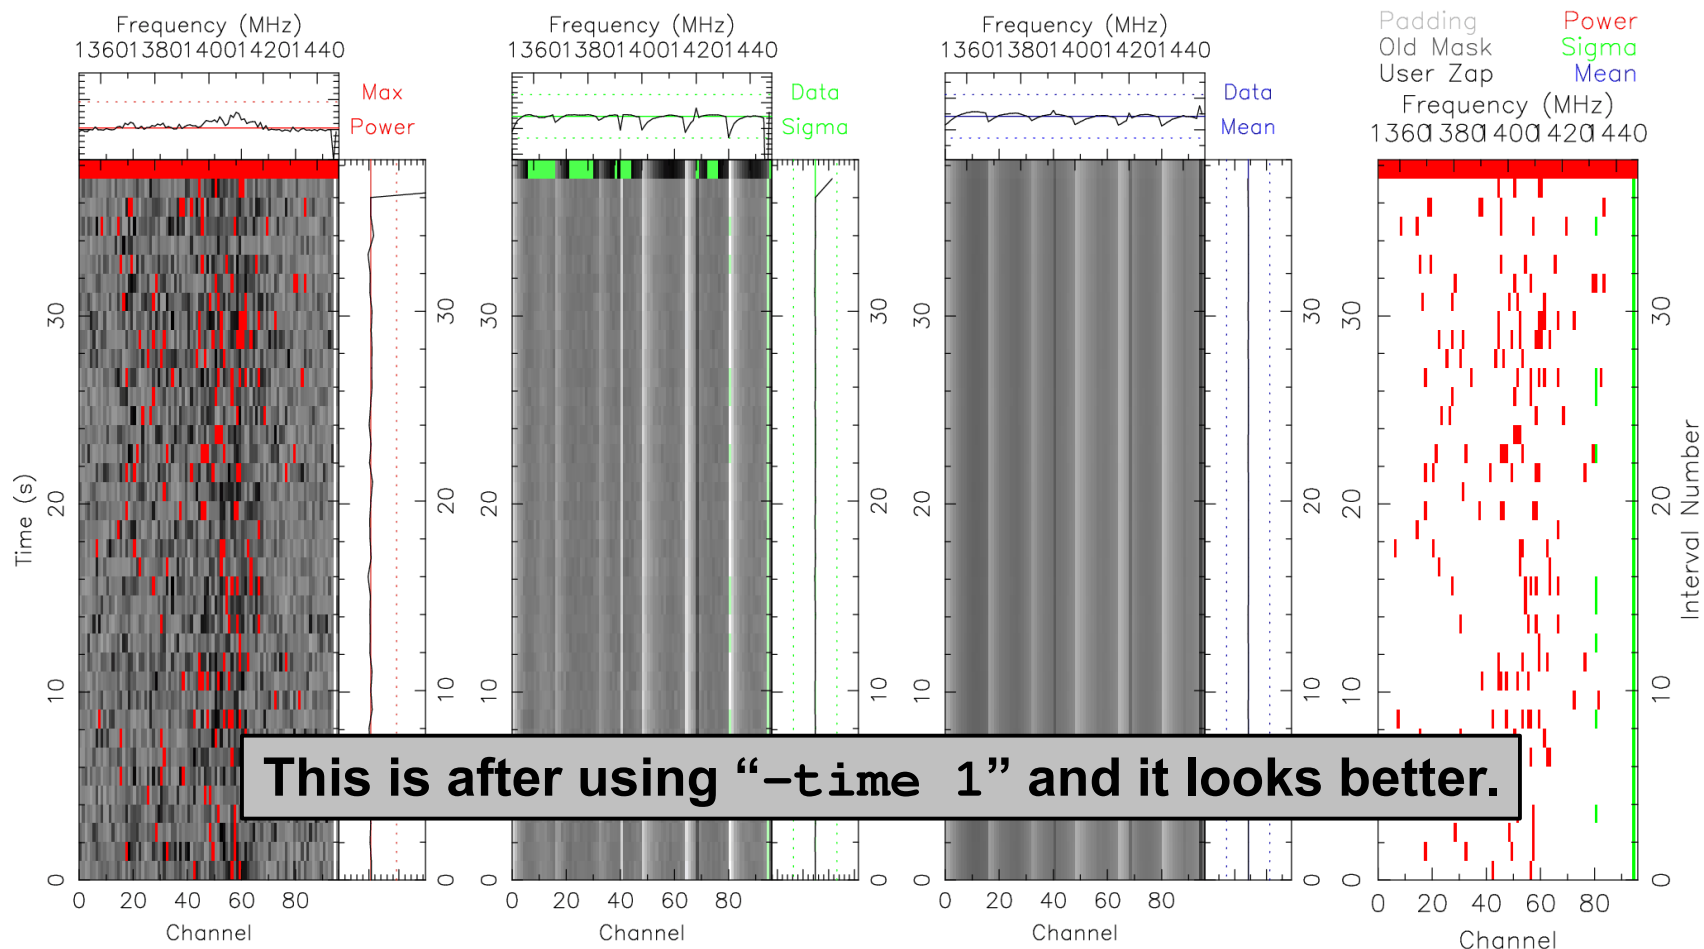 Frequency (MHz)
1360 1380 1400 1420 1440
Max
Power
Time (s)
0 10 20 30
0 10 20 30
0 20 40 60 80
Channel
Frequency (MHz)
1360 1380 1400 1420 1440
Data
Sigma
0 10 20 30
0 10 20 30
0 20 40 60 80
Channel
Frequency (MHz)
1360 1380 1400 1420 1440
Data
Mean
0 10 20 30
0 10 20 30
0 20 40 60 80
Channel
Padding Power
Old Mask Sigma
User Zap Mean
Frequency (MHz)
1360 1380 1400 1420 1440
0 10 20 30
0 10 20 30
Interval Number
0 20 40 60 80
Channel
This is after using “–time 1” and it looks better.